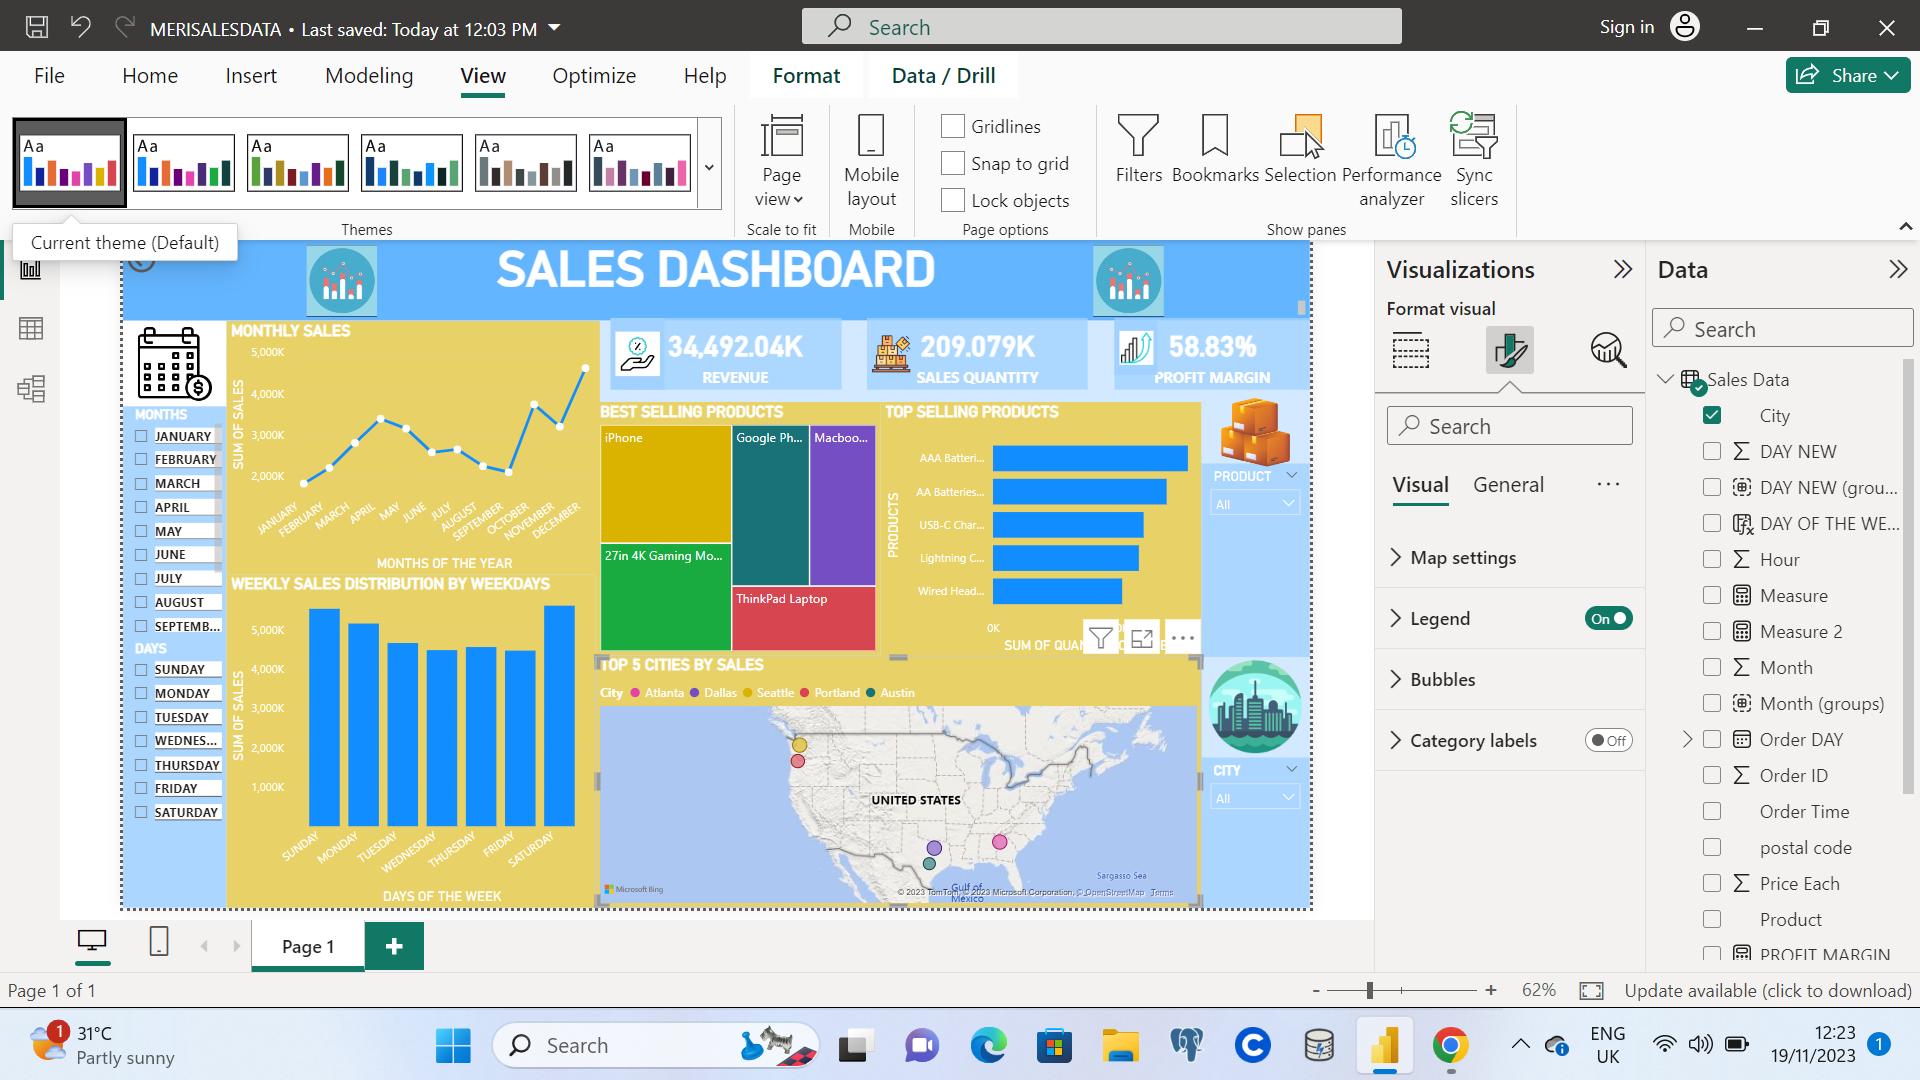 MERISALESDATA • Last saved: Today at 12:03 PM
Search
Sign in
File
Home
Insert
Modeling
View
Optimize
Help
Format
Data / Drill
Share
Aa
Aa
Aa
Aa
Aa
Aa
Themes
Page view
Scale to fit
Mobile layout
Mobile
Gridlines
Snap to grid
Lock objects
Page options
Filters
Bookmarks
Selection
Performance analyzer
Sync slicers
Show panes
Current theme (Default)
SALES DASHBOARD
MONTHLY SALES
5,000K
4,000K
3,000K
2,000K
SUM OF SALES
JANUARY
FEBRUARY
MARCH
APRIL
MAY
JUNE
JULY
AUGUST
SEPTEMBER
OCTOBER
NOVEMBER
DECEMBER
MONTHS OF THE YEAR
34,492.04K
REVENUE
209.079K
SALES QUANTITY
58.83%
PROFIT MARGIN
MONTHS
JANUARY
FEBRUARY
MARCH
APRIL
MAY
JUNE
JULY
AUGUST
SEPTEMB...
DAYS
SUNDAY
MONDAY
TUESDAY
WEDNES...
THURSDAY
FRIDAY
SATURDAY
WEEKLY SALES DISTRIBUTION BY WEEKDAYS
5,000K
4,000K
3,000K
2,000K
1,000K
SUM OF SALES
SUNDAY
MONDAY
TUESDAY
WEDNESDAY
THURSDAY
FRIDAY
SATURDAY
DAYS OF THE WEEK
BEST SELLING PRODUCTS
iPhone
Google Ph...
Macboo...
27in 4K Gaming Mo...
ThinkPad Laptop
TOP SELLING PRODUCTS
PRODUCTS
AAA Batteri...
AA Batteries...
USB-C Char...
Lightning C...
Wired Head...
0K
SUM OF QUAN
PRODUCT
All
TOP 5 CITIES BY SALES
City
Atlanta
Dallas
Seattle
Portland
Austin
UNITED STATES
Sargasso Sea
Gulf of Mexico
Microsoft Bing
© 2023 TomTom, © 2023 Microsoft Corporation, © OpenStreetMap Terms
CITY
All
Visualizations
Format visual
Search
Visual
General
Map settings
Legend
On
Bubbles
Category labels
Off
Data
Search
Sales Data
City
DAY NEW
DAY NEW (grou...
DAY OF THE WE...
Hour
Measure
Measure 2
Month
Month (groups)
Order DAY
Order ID
Order Time
postal code
Price Each
Product
PROFIT MARGIN
Page 1
Page 1 of 1
62%
Update available (click to download)
1
31°C
Partly sunny
Search
ENG
UK
12:23
19/11/2023
1